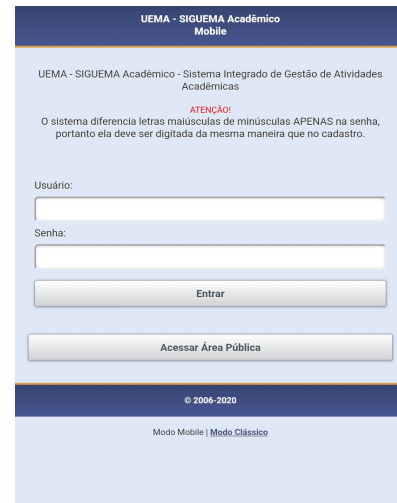 UEMA - SIGUEMA Acadêmico
Mobile
UEMA - SIGUEMA Acadêmico - Sistema Integrado de Gestão de Atividades
Acadêmicas
ATENÇÃO!
O sistema diferencia letras maiúsculas de minúsculas APENAS na senha,
portanto ela deve ser digitada da mesma maneira que no cadastro.
Usuário:
Senha:
Entrar
Acessar Área Pública
© 2006-2020
Modo Mobile | Modo Clássico